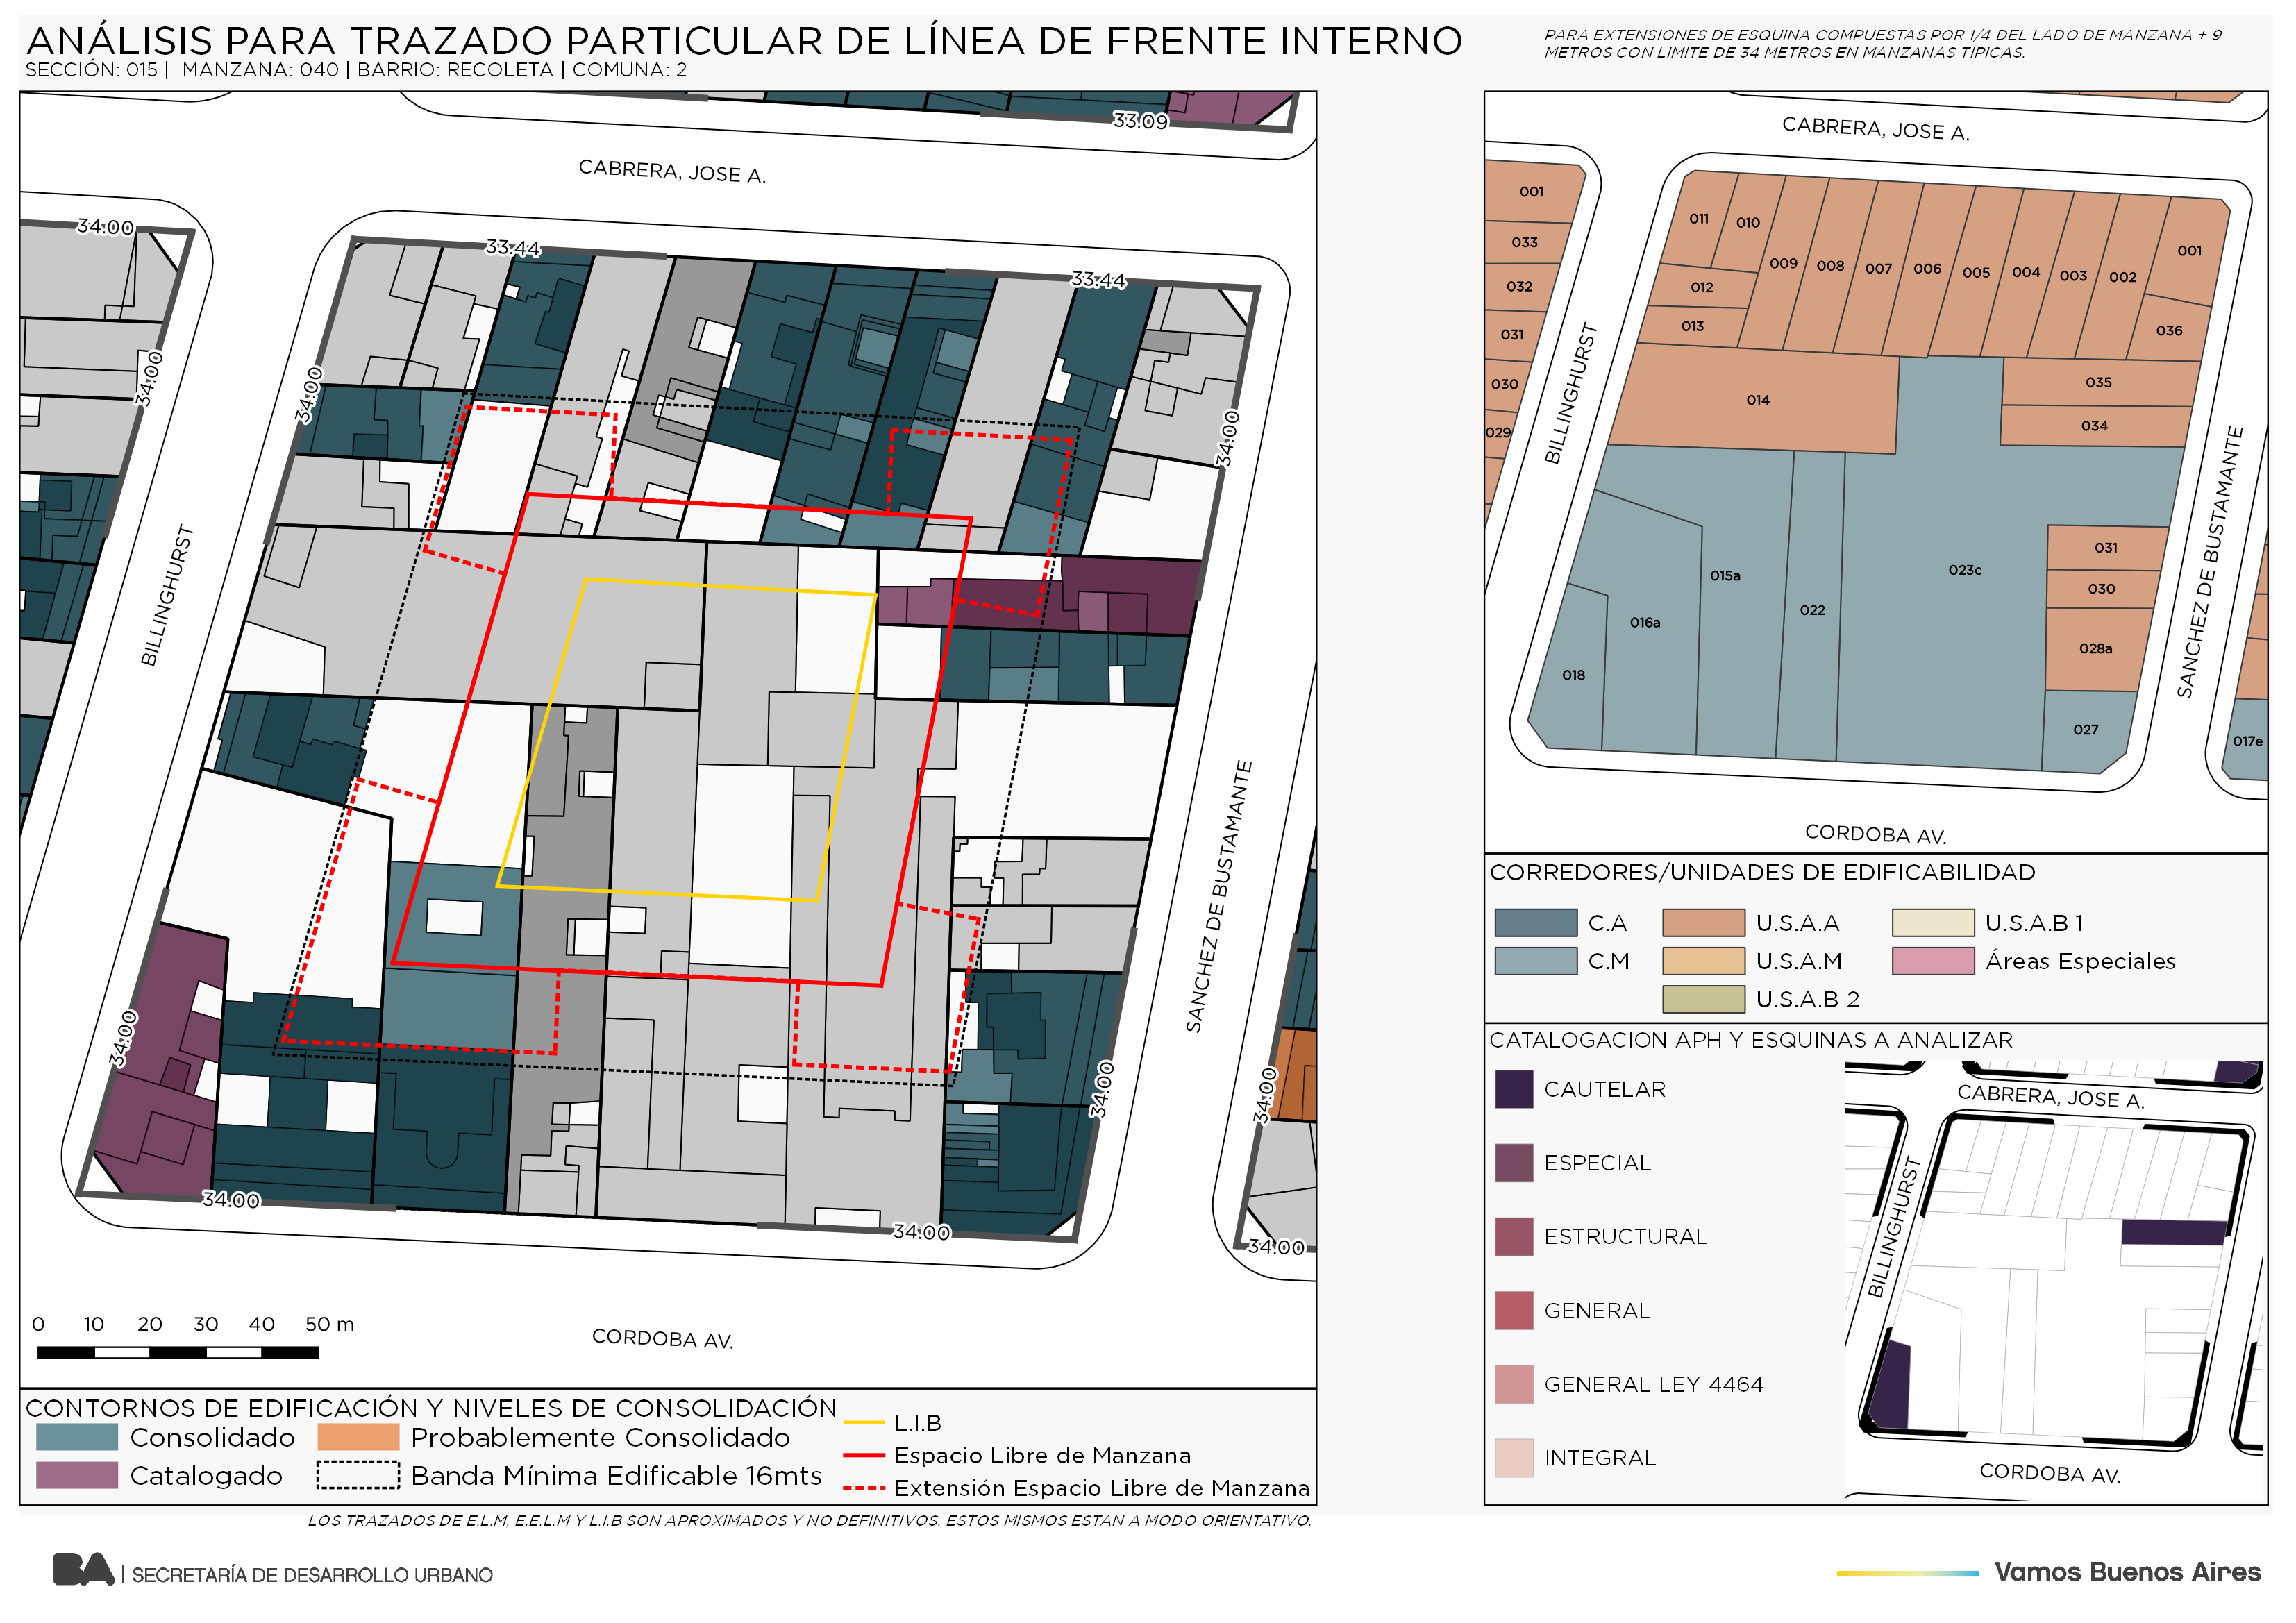 ANÁLISIS PARA TRAZADO PARTICULAR DE LÍNEA DE FRENTE INTERNO
SECCIÓN: 015 | MANZANA: 040 | BARRIO: RECOLETA | COMUNA: 2
PARA EXTENSIONES DE ESQUINA COMPUESTAS POR 1/4 DEL LADO DE MANZANA + 9
METROS CON LIMITE DE 34 METROS EN MANZANAS TIPICAS.
33.09
CABRERA, JOSE A.
34.00
33.44
33.44
34.00
34.00
34.00
BILLINGHURST
SANCHEZ DE BUSTAMANTE
34.00
34.00
34.00
34.00
34.00
34.00
0 10 20 30 40 50 m
CORDOBA AV.
CONTORNOS DE EDIFICACIÓN Y NIVELES DE CONSOLIDACIÓN
Consolidado
Probablemente Consolidado
Catalogado
Banda Mínima Edificable 16mts
L.I.B
Espacio Libre de Manzana
Extensión Espacio Libre de Manzana
LOS TRAZADOS DE E.L.M, E.E.L.M Y L.I.B SON APROXIMADOS Y NO DEFINITIVOS. ESTOS MISMOS ESTAN A MODO ORIENTATIVO.
CABRERA, JOSE A.
001
033
032
031
030
029
011
010
009
008
007
006
005
004
003
002
001
012
013
036
014
035
034
BILLINGHURST
SANCHEZ DE BUSTAMANTE
031
030
028a
023c
015a
022
016a
018
027
017e
CORDOBA AV.
CORREDORES/UNIDADES DE EDIFICABILIDAD
C.A
U.S.A.A
U.S.A.B 1
C.M
U.S.A.M
Áreas Especiales
U.S.A.B 2
CATALOGACION APH Y ESQUINAS A ANALIZAR
CAUTELAR
ESPECIAL
ESTRUCTURAL
GENERAL
GENERAL LEY 4464
INTEGRAL
CABRERA, JOSE A.
BILLINGHURST
CORDOBA AV.
BA | SECRETARÍA DE DESARROLLO URBANO
Vamos Buenos Aires